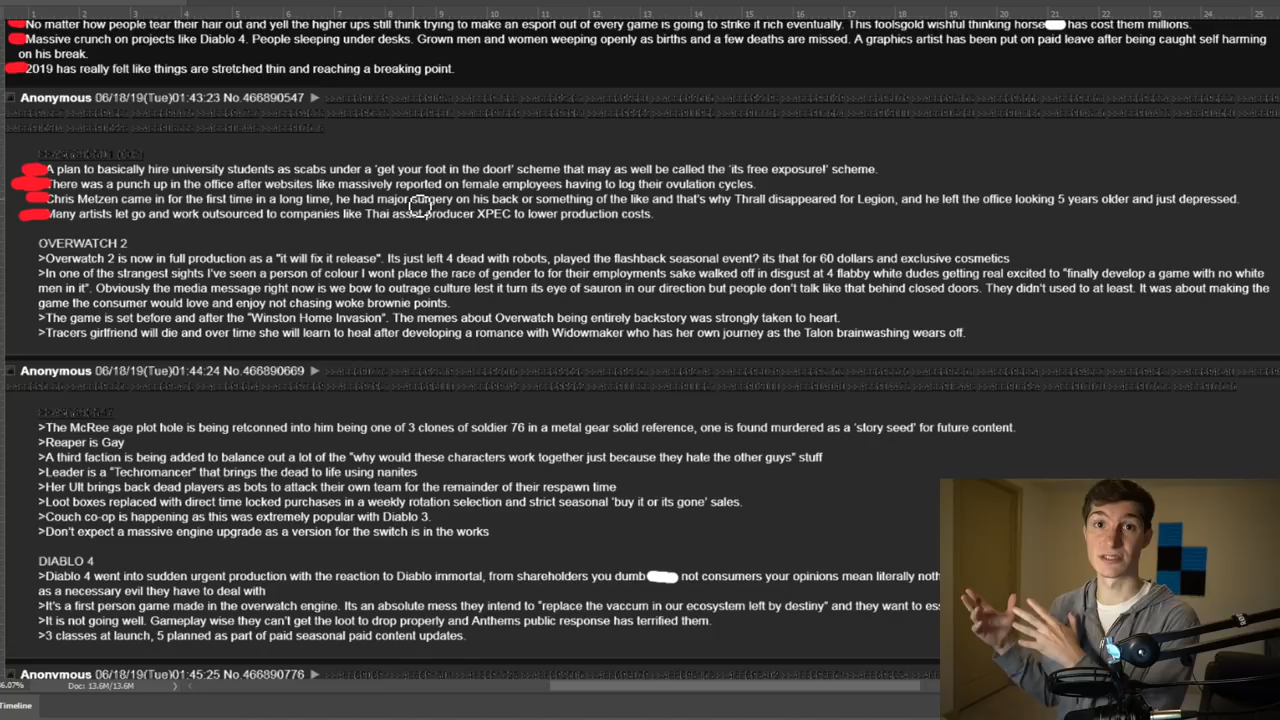 No matter how people tear their hair out and yell the higher ups still think trying to make an esport out of every game is going to strike it rich eventually. This foolsgold wishful thinking horse has cost them millions.
Massive crunch on projects like Diablo 4. People sleeping under desks. Grown men and women weeping openly as births and a few deaths are missed. A graphics artist has been put on paid leave after being caught self harming
on his break.
2019 has really felt like things are stretched thin and reaching a breaking point.
Anonymous 06/18/19(Tue)01:43:23 No.466890547
A plan to basically hire university students as scabs under a 'get your foot in the door!' scheme that may as well be called the 'its free exposure!' scheme.
There was a punch up in the office after websites like massively reported on female employees having to log their ovulation cycles.
Chris Metzen came in for the first time in a long time, he had major surgery on his back or something of the like and that's why Thrall disappeared for Legion, and he left the office looking 5 years older and just depressed.
Many artists let go and work outsourced to companies like Thai asset producer XPEC to lower production costs.
OVERWATCH 2
>Overwatch 2 is now in full production as a "it will fix it release". Its just left 4 dead with robots, played the flashback seasonal event? its that for 60 dollars and exclusive cosmetics
>In one of the strangest sights I've seen a person of colour I wont place the race of gender to for their employments sake walked off in disgust at 4 flabby white dudes getting real excited to "finally develop a game with no white
men in it". Obviously the media message right now is we bow to outrage culture lest it turn its eye of sauron in our direction but people don't talk like that behind closed doors. They didn't used to at least. It was about making the
game the consumer would love and enjoy not chasing woke brownie points.
>The game is set before and after the "Winston Home Invasion". The memes about Overwatch being entirely backstory was strongly taken to heart.
>Tracers girlfriend will die and over time she will learn to heal after developing a romance with Widowmaker who has her own journey as the Talon brainwashing wears off.
Anonymous 06/18/19(Tue)01:44:24 No.466890669
>The McRee age plot hole is being retconned into him being one of 3 clones of soldier 76 in a metal gear solid reference, one is found murdered as a 'story seed' for future content.
>Reaper is Gay
>A third faction is being added to balance out a lot of the "why would these characters work together just because they hate the other guys" stuff
>Leader is a "Techromancer" that brings the dead to life using nanites
>Her Ult brings back dead players as bots to attack their own team for the remainder of their respawn time
>Loot boxes replaced with direct time locked purchases in a weekly rotation selection and strict seasonal 'buy it or its gone' sales.
>Couch co-op is happening as this was extremely popular with Diablo 3.
>Don't expect a massive engine upgrade as a version for the switch is in the works
DIABLO 4
>Diablo 4 went into sudden urgent production with the reaction to Diablo immortal, from shareholders you dumb not consumers your opinions mean literally
as a necessary evil they have to deal with
>It's a first person game made in the overwatch engine. Its an absolute mess they intend to "replace the vaccum in our ecosystem left by destiny" and they want to
>It is not going well. Gameplay wise they can't get the loot to drop properly and Anthems public response has terrified them.
>3 classes at launch, 5 planned as part of paid seasonal paid content updates.
Anonymous 06/18/19(Tue)01:45:25 No.466890776
6.07% Doc: 13.6M/13.6M
Timeline